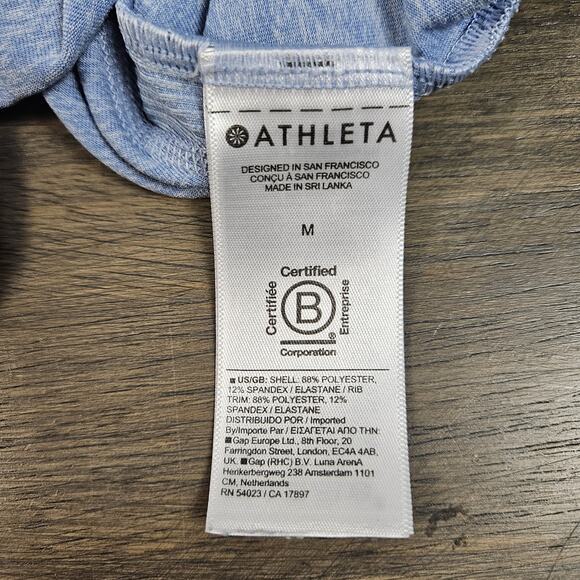 ATHLETA
DESIGNED IN SAN FRANCISCO
CONÇU À SAN FRANCISCO
MADE IN SRI LANKA
M
Certified
Certifiée
B
Entreprise
®
Corporation
US/GB: SHELL: 88% POLYESTER,
12% SPANDEX / ELASTANE / RIB
TRIM: 88% POLYESTER, 12%
SPANDEX / ELASTANE
DISTRIBUIDO POR / Imported
By/Importe Par / ΕΙΣΑΓΕΤΑΙ ΑΠΟ ΤΗΝ:
Gap Europe Ltd., 8th Floor, 20
Farringdon Street, London, EC4A 4AB,
UK. Gap (RHC) B.V. Luna ArenA
Herikerbergweg 238 Amsterdam 1101
CM, Netherlands
RN 54023 / CA 17897